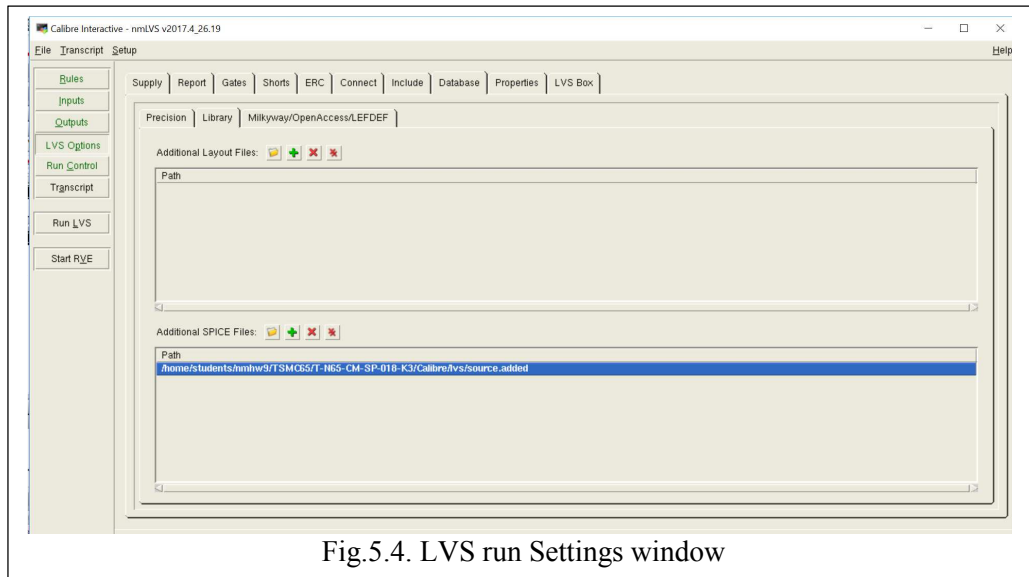 Calibre Interactive - nmLVS v2017.4_26.19
File Transcript Setup Help
Rules
Inputs
Outputs
LVS Options
Run Control
Transcript
Run LVS
Start RVE
Supply Report Gates Shorts ERC Connect Include Database Properties LVS Box
Precision Library Milkyway/OpenAccess/LEFDEF
Additional Layout Files:
Path
Additional SPICE Files:
Path
/home/students/nmhw9/TSMC65/T-N65-CM-SP-018-K3/Calibre/lvs/source.added
Fig.5.4. LVS run Settings window